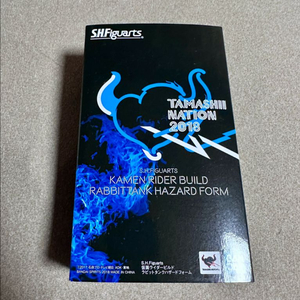 S.H.Figuarts
TAMASHII
NATION
2018
S.H.FIGUARTS
KAMEN RIDER BUILD
RABBITTANK HAZARD FORM
S.H.Figuarts
仮面ライダービルド
ラビットタンクハザードフォーム